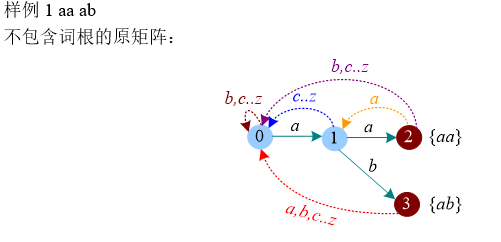 样例 1 aa ab
不包含词根的原矩阵：
b,c..z
b,c..z
c..z
a
0
a
1
a
2
{aa}
b
a,b,c..z
3
{ab}